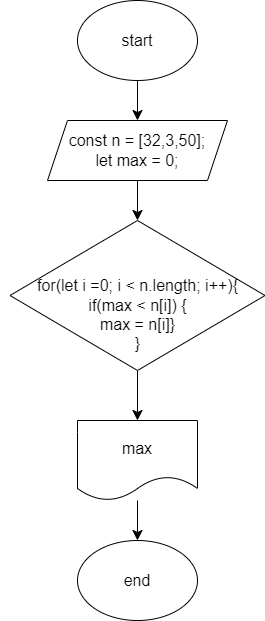 start
const n = [32,3,50];
let max = 0;
for(let i =0; i < n.length; i++){
if(max < n[i]) {
max = n[i]}
}
max
end